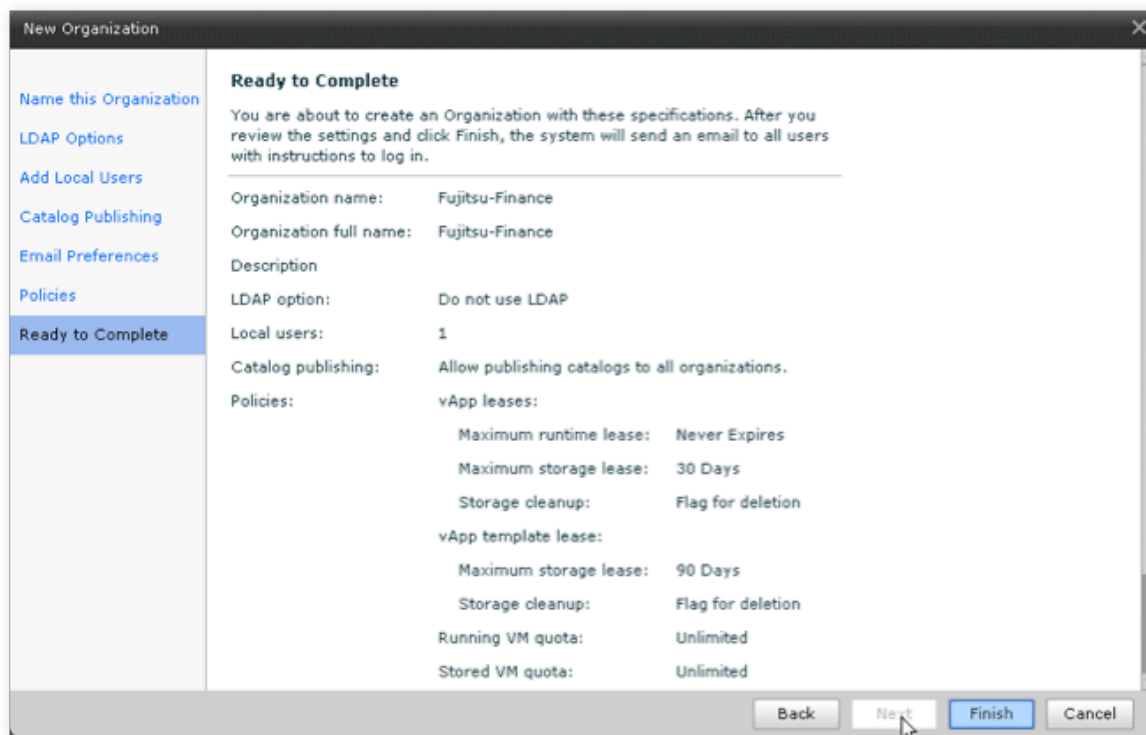 New Organization
Name this Organization
LDAP Options
Add Local Users
Catalog Publishing
Email Preferences
Policies
Ready to Complete
Ready to Complete
You are about to create an Organization with these specifications. After you
review the settings and click Finish, the system will send an email to all users
with instructions to log in.
Organization name: Fujitsu-Finance
Organization full name: Fujitsu-Finance
Description
LDAP option: Do not use LDAP
Local users: 1
Catalog publishing: Allow publishing catalogs to all organizations.
Policies: vApp leases:
Maximum runtime lease: Never Expires
Maximum storage lease: 30 Days
Storage cleanup: Flag for deletion
vApp template lease:
Maximum storage lease: 90 Days
Storage cleanup: Flag for deletion
Running VM quota: Unlimited
Stored VM quota: Unlimited
Back Next Finish Cancel